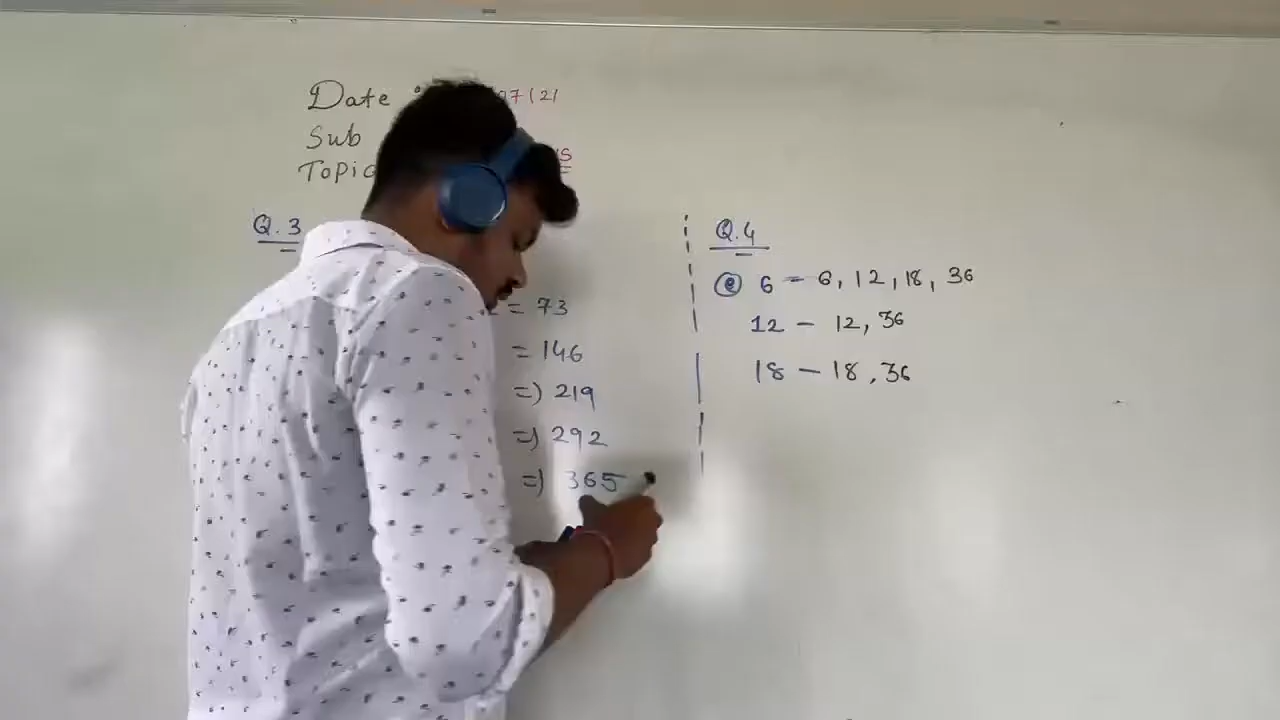 Date :
Sub
Topic
Q.3
= 73
= 146
=) 219
=) 292
=) 365
Q.4
(e) 6 – 6, 12, 18, 36
12 – 12, 36
18 – 18, 36